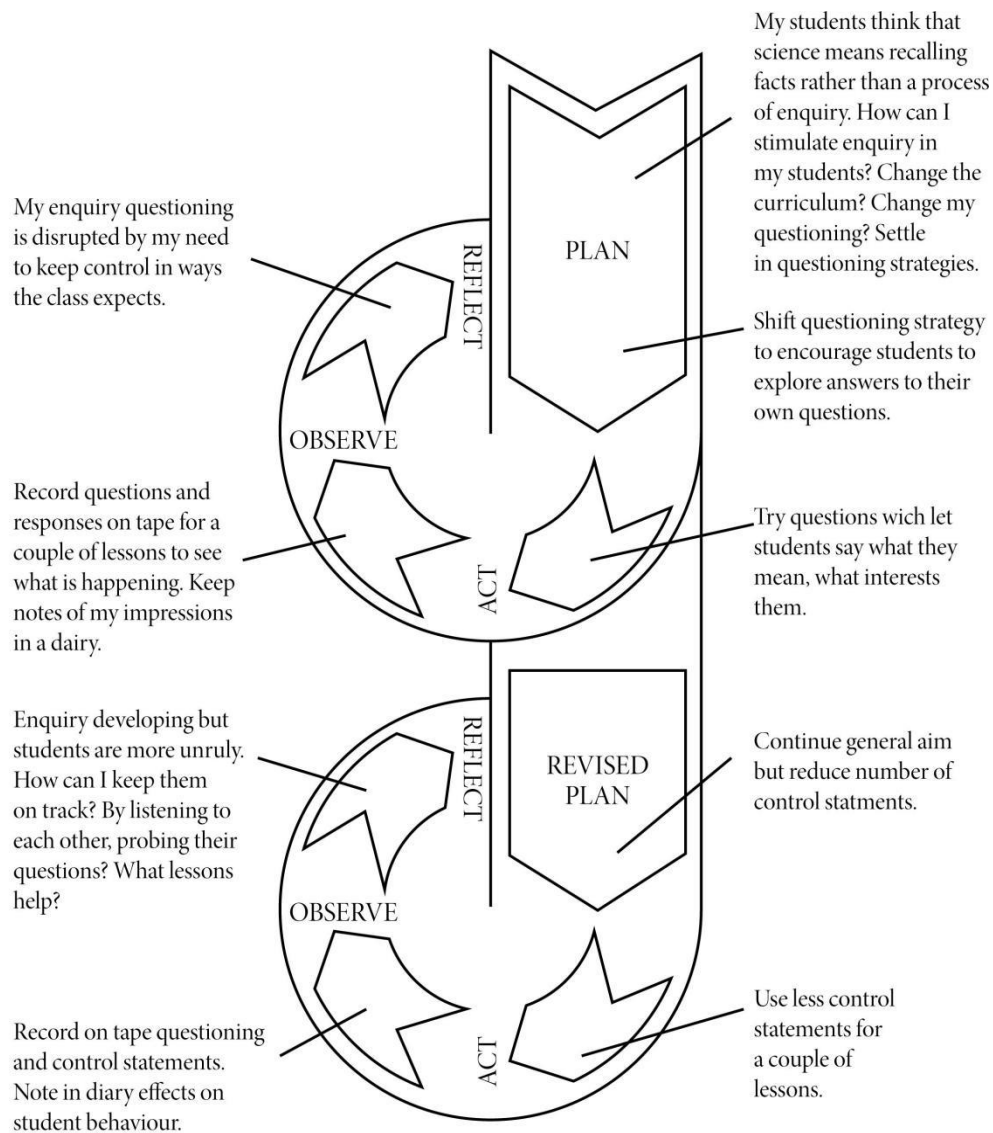 My students think that
science means recalling
facts rather than a process
of enquiry. How can I
stimulate enquiry in
my students? Change the
curriculum? Change my
questioning? Settle
in questioning strategies.
PLAN
Shift questioning strategy
to encourage students to
explore answers to their
own questions.
Try questions wich let
students say what they
mean, what interests
them.
ACT
Record questions and
responses on tape for a
couple of lessons to see
what is happening. Keep
notes of my impressions
in a dairy.
OBSERVE
My enquiry questioning
is disrupted by my need
to keep control in ways
the class expects.
REFLECT
REVISED
PLAN
Continue general aim
but reduce number of
control statments.
Use less control
statements for
a couple of
lessons.
ACT
Record on tape questioning
and control statements.
Note in diary effects on
student behaviour.
OBSERVE
Enquiry developing but
students are more unruly.
How can I keep them
on track? By listening to
each other, probing their
questions? What lessons
help?
REFLECT